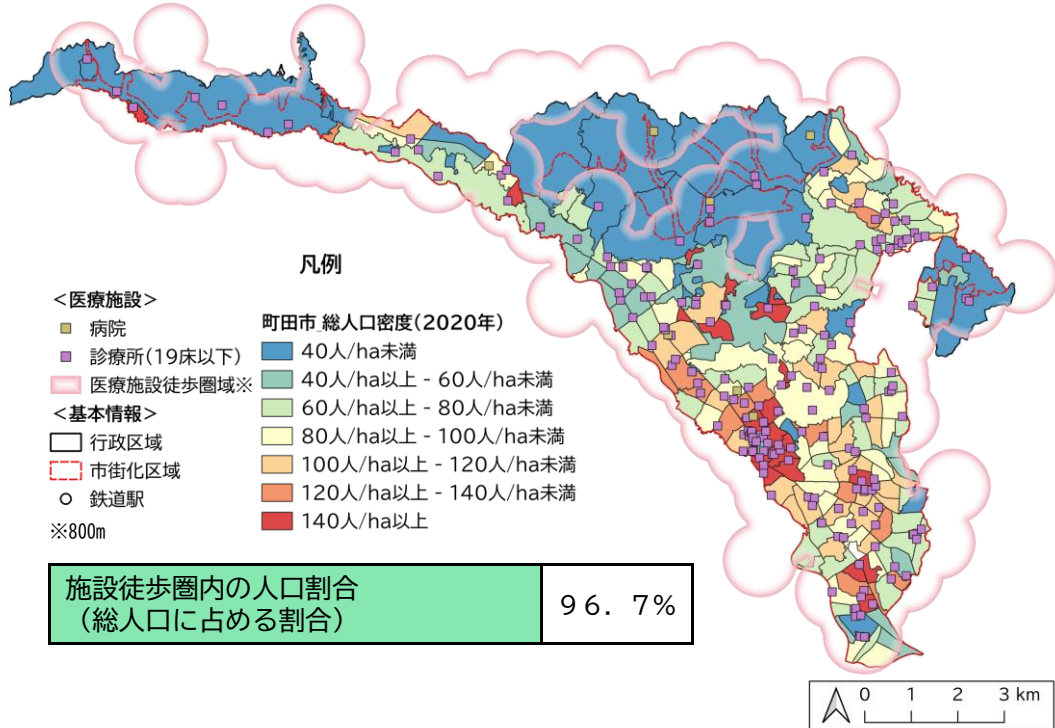 凡例
<医療施設>
病院
診療所(19床以下)
医療施設徒歩圏域※
<基本情報>
行政区域
市街化区域
鉄道駅
※800m
町田市_総人口密度(2020年)
40人/ha未満
40人/ha以上 - 60人/ha未満
60人/ha以上 - 80人/ha未満
80人/ha以上 - 100人/ha未満
100人/ha以上 - 120人/ha未満
120人/ha以上 - 140人/ha未満
140人/ha以上
施設徒歩圏内の人口割合
(総人口に占める割合)
96.7%
0 1 2 3 km